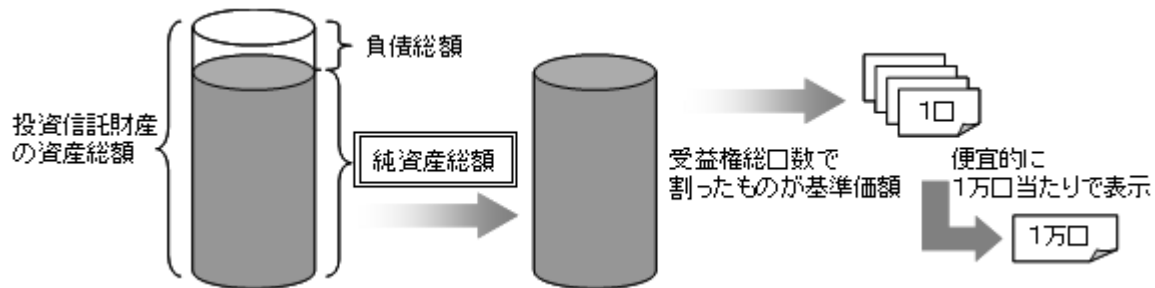 負債総額
投資信託財産
の資産総額
純資産総額
受益権総口数で
割ったものが基準価額
1口
便宜的に
1万口当たりで表示
1万口